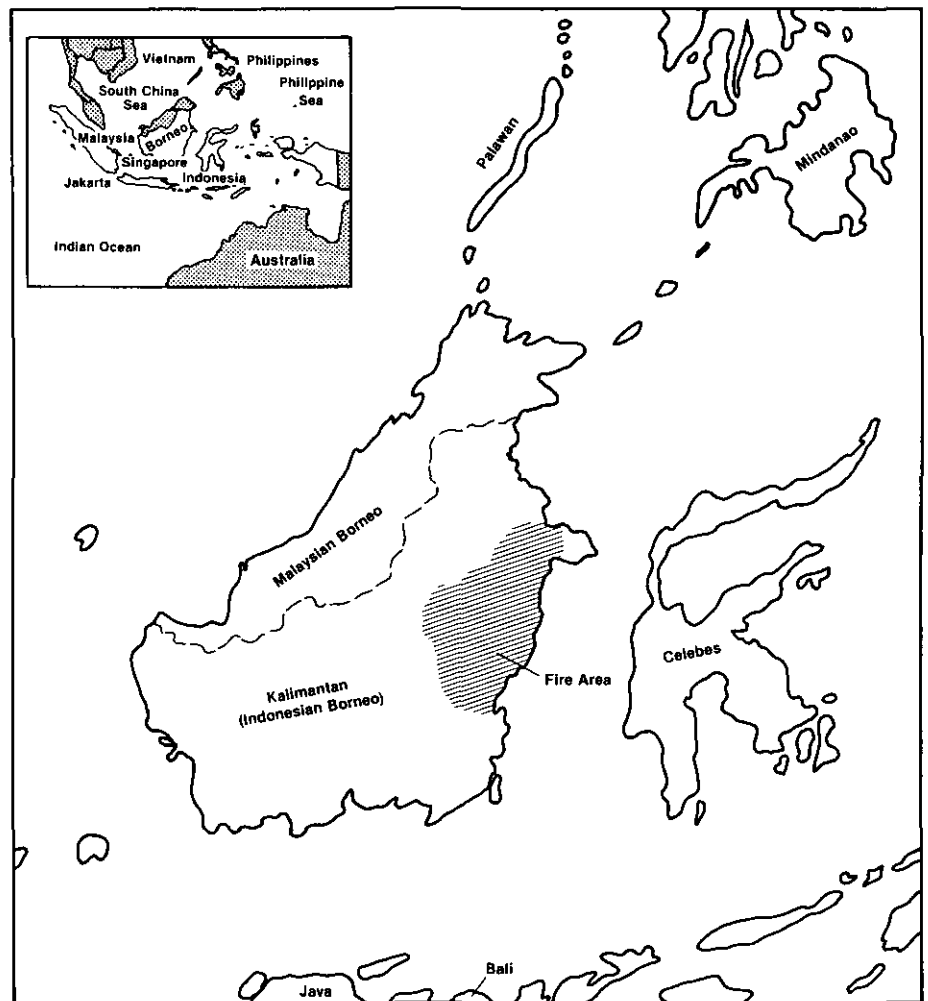 Vietnam
Philippines
South China
Sea
Philippine
Sea
Malaysia
Borneo
Singapore
Jakarta
Indonesia
Indian Ocean
Australia
Palawan
Mindanao
Malaysian Borneo
Kalimantan
(Indonesian Borneo)
Fire Area
Celebes
Bali
Java